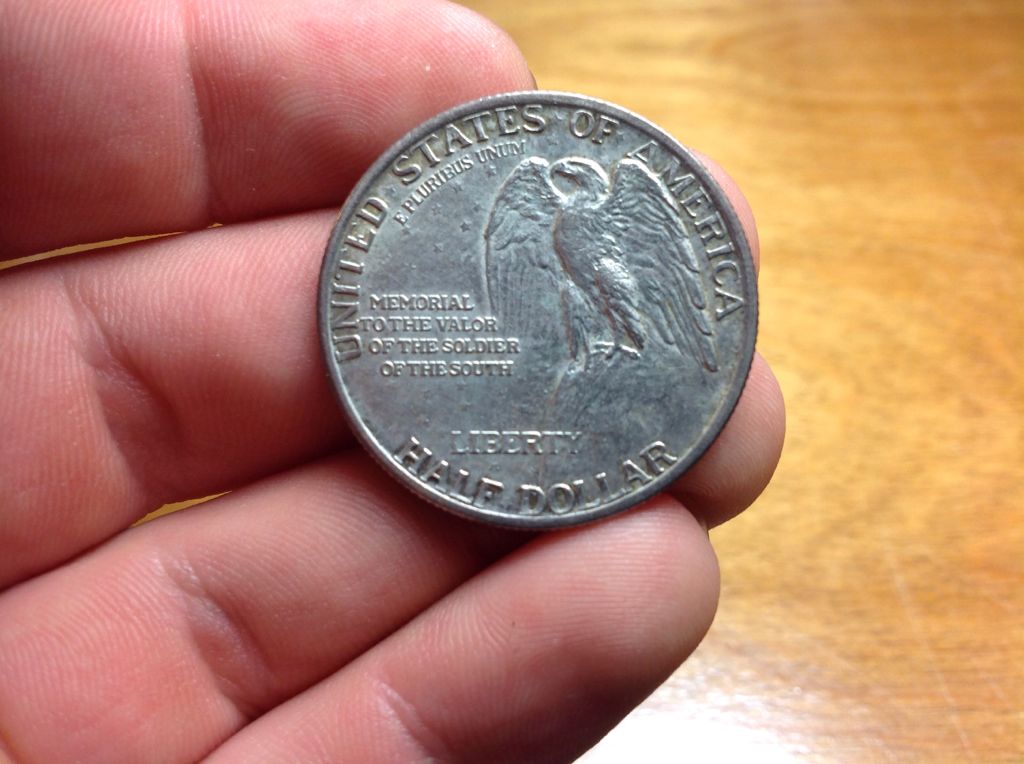 UNITED STATES OF AMERICA
E PLURIBUS UNUM
MEMORIAL
TO THE VALOR
OF THE SOLDIER
OF THE SOUTH
LIBERTY
HALF DOLLAR